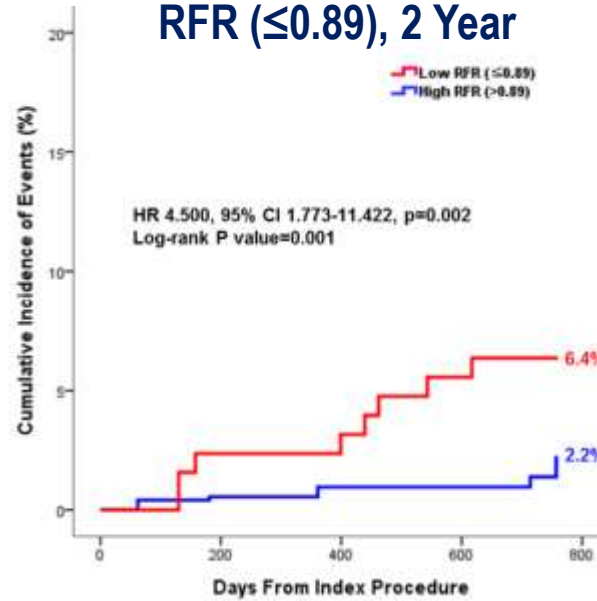 RFR (≤0.89), 2 Year
Low RFR (≤0.89)
High RFR (>0.89)
20
15
10
5
0
HR 4.500, 95% CI 1.773-11.422, p=0.002
Log-rank P value=0.001
6.4%
2.2%
0 200 400 600 800
Cumulative Incidence of Events (%)
Days From Index Procedure